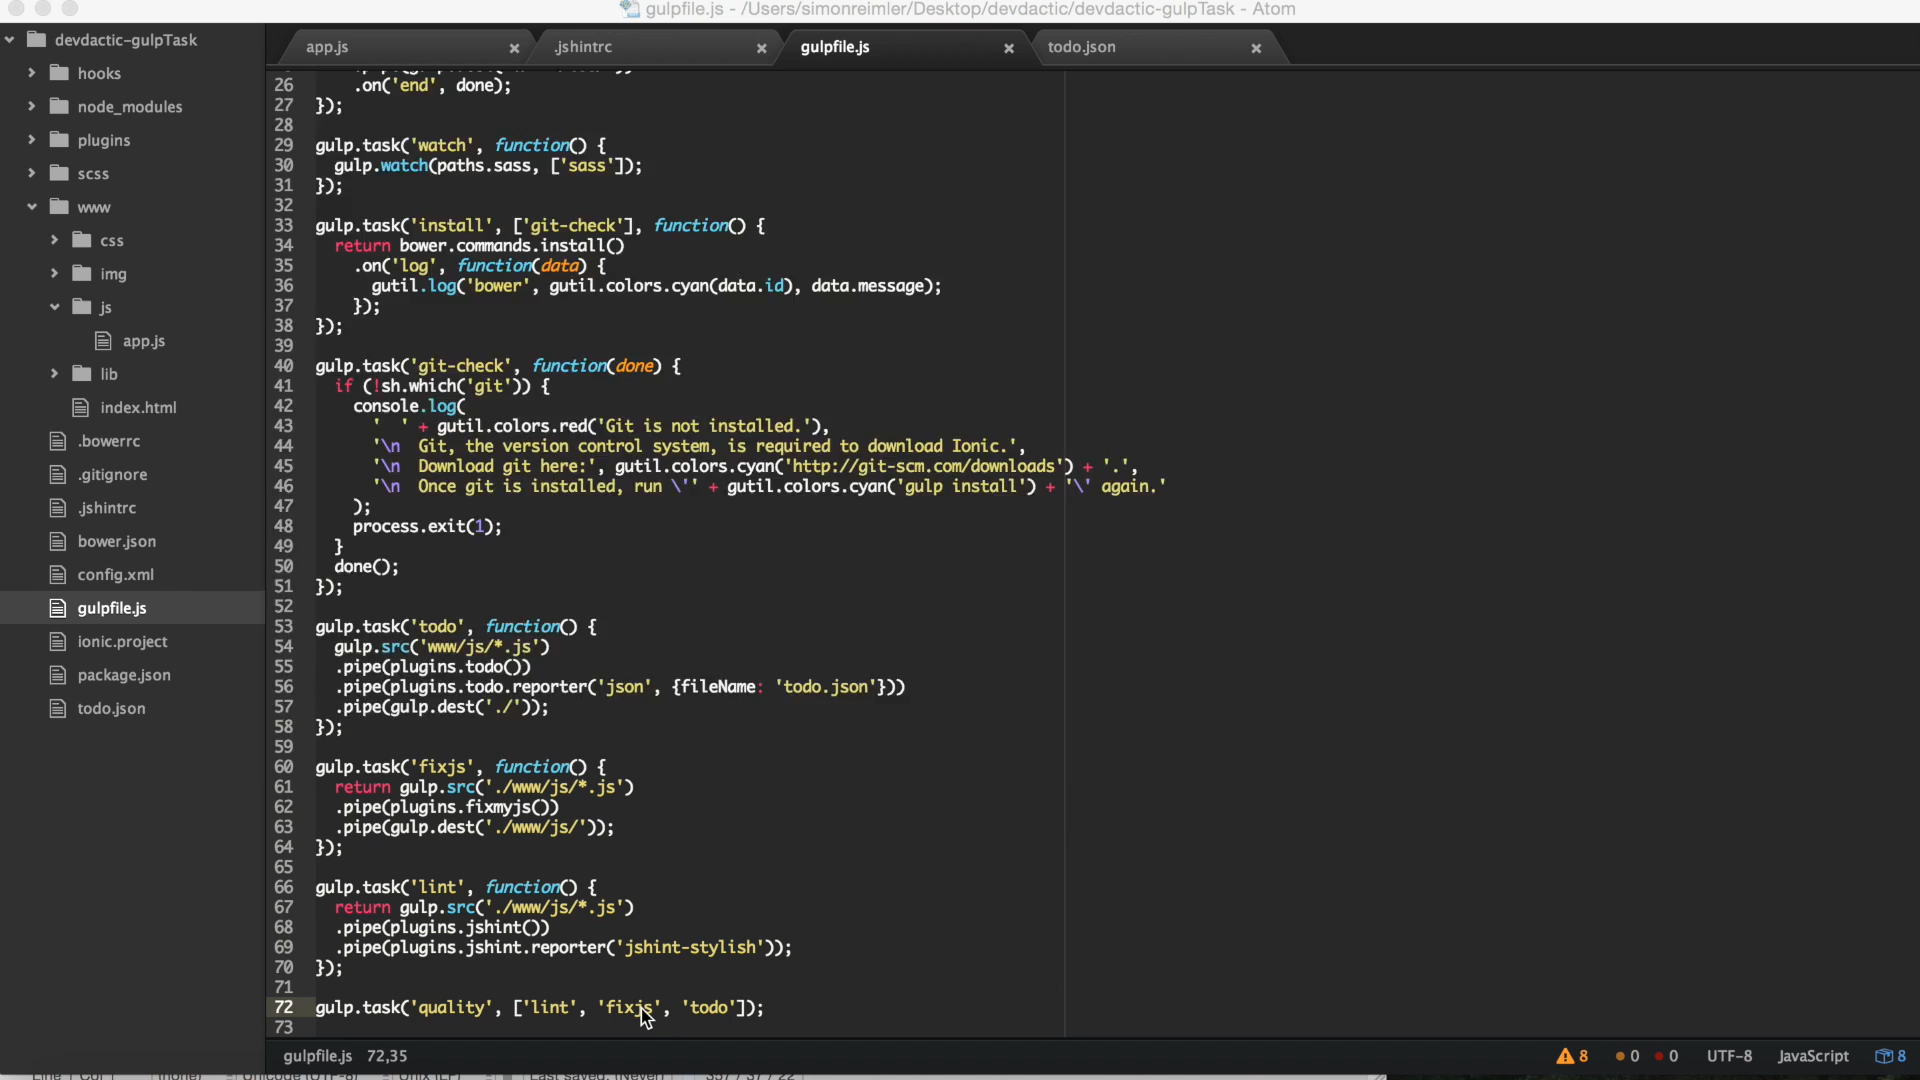 gulpfile.js - /Users/simonreimler/Desktop/devdactic/devdactic-gulpTask - Atom
devdactic-gulpTask
hooks
node_modules
plugins
scss
www
css
img
js
app.js
lib
index.html
.bowerrc
.gitignore
.jshintrc
bower.json
config.xml
gulpfile.js
ionic.project
package.json
todo.json
app.js × .jshintrc × gulpfile.js × todo.json ×
26 .on('end', done);
27 });
28
29 gulp.task('watch', function() {
30 gulp.watch(paths.sass, ['sass']);
31 });
32
33 gulp.task('install', ['git-check'], function() {
34 return bower.commands.install()
35 .on('log', function(data) {
36 gutil.log('bower', gutil.colors.cyan(data.id), data.message);
37 });
38 });
39
40 gulp.task('git-check', function(done) {
41 if (!sh.which('git')) {
42 console.log(
43 '  ' + gutil.colors.red('Git is not installed.'),
44 '\n  Git, the version control system, is required to download Ionic.',
45 '\n  Download git here:', gutil.colors.cyan('http://git-scm.com/downloads') + '.',
46 '\n  Once git is installed, run \'' + gutil.colors.cyan('gulp install') + '\' again.'
47 );
48 process.exit(1);
49 }
50 done();
51 });
52
53 gulp.task('todo', function() {
54 gulp.src('www/js/*.js')
55 .pipe(plugins.todo())
56 .pipe(plugins.todo.reporter('json', {fileName: 'todo.json'}))
57 .pipe(gulp.dest('./'));
58 });
59
60 gulp.task('fixjs', function() {
61 return gulp.src('./www/js/*.js')
62 .pipe(plugins.fixmyjs())
63 .pipe(gulp.dest('./www/js/'));
64 });
65
66 gulp.task('lint', function() {
67 return gulp.src('./www/js/*.js')
68 .pipe(plugins.jshint())
69 .pipe(plugins.jshint.reporter('jshint-stylish'));
70 });
71
72 gulp.task('quality', ['lint', 'fixjs', 'todo']);
73
gulpfile.js 72,35 8 0 0 UTF-8 JavaScript 8